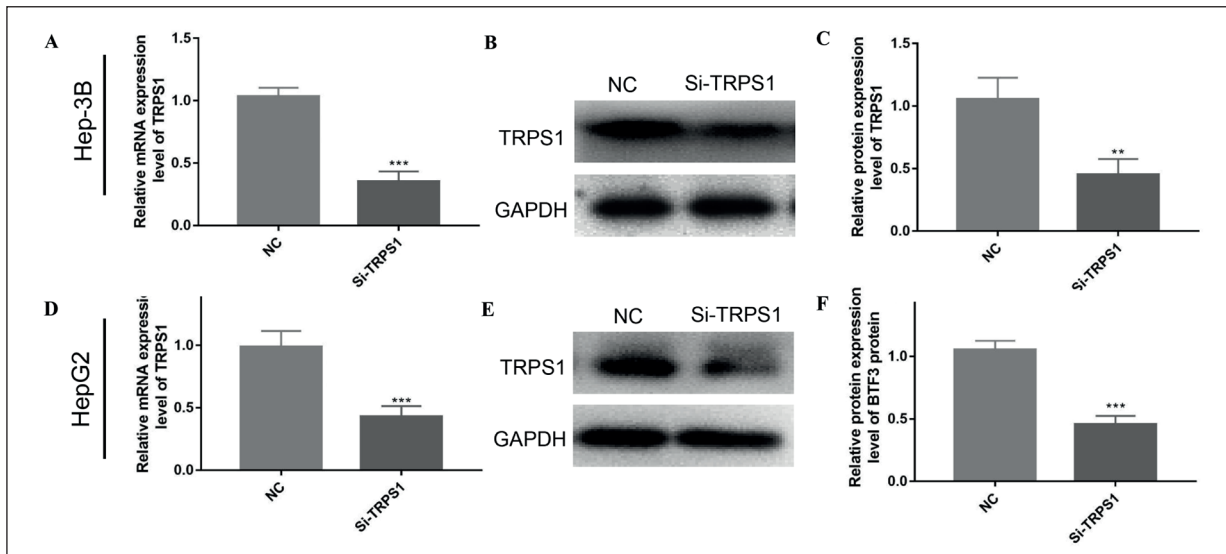 A
Hep-3B
Relative mRNA expression
level of TRPS1
1.5
1.0
0.5
0.0
***
NC
Si-TRPS1
B
NC Si-TRPS1
TRPS1
GAPDH
C
Relative protein expression
level of TRPS1
1.5
1.0
0.5
0.0
**
NC
Si-TRPS1
D
HepG2
Relative mRNA expression
level of TRPS1
1.0
0.5
0.0
***
NC
Si-TRPS1
E
NC Si-TRPS1
TRPS1
GAPDH
F
Relative protein expression
level of BTF3 protein
1.0
0.5
0.0
***
NC
Si-TRPS1